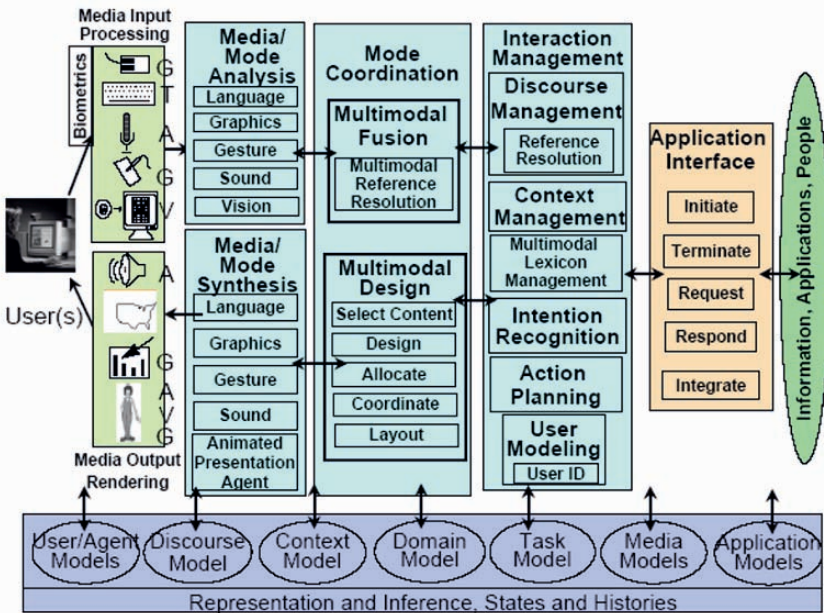 Media Input
Processing
Biometrics
G
T
A
G
V
User(s)
A
G
A
V
G
Media Output
Rendering
Media/
Mode
Analysis
Language
Graphics
Gesture
Sound
Vision
Media/
Mode
Synthesis
Language
Graphics
Gesture
Sound
Animated
Presentation
Agent
Mode
Coordination
Multimodal
Fusion
Multimodal
Reference
Resolution
Multimodal
Design
Select Content
Design
Allocate
Coordinate
Layout
Interaction
Management
Discourse
Management
Reference
Resolution
Context
Management
Multimodal
Lexicon
Management
Intention
Recognition
Action
Planning
User
Modeling
User ID
Application
Interface
Initiate
Terminate
Request
Respond
Integrate
Information, Applications, People
User/Agent
Models
Discourse
Model
Context
Model
Domain
Model
Task
Model
Media
Models
Application
Models
Representation and Inference, States and Histories